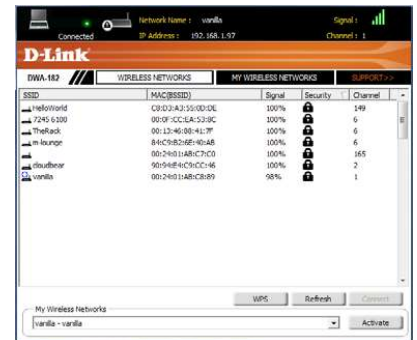 Network Name : vanilla Signal :
Connected IP Address : 192.168.1.97 Channel : 1
D-Link
DWA-182 WIRELESS NETWORKS MY WIRELESS NETWORKS SUPPORT>>
SSID MAC(BSSID) Signal Security Channel
HelloWorld C8:D3:A3:55:0D:DE 100% 149
7245 6100 00:0F:CC:EA:53:8C 100% 6
TheRack 00:13:46:08:41:7F 100% 6
m-lounge 84:C9:B2:6E:40:AB 100% 6
00:24:01:AB:C7:C0 100% 165
cloudbear 90:94:E4:C9:CC:46 100% 2
vanilla 00:24:01:AB:C8:89 98% 1
WPS Refresh Connect
My Wireless Networks
vanilla - vanilla Activate